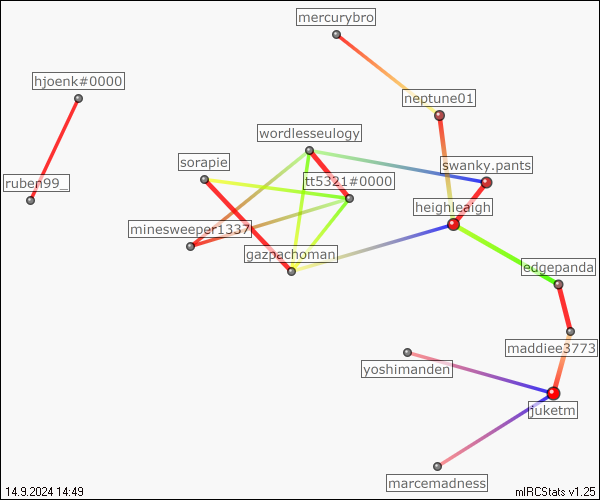 mercurybro
hjoenk#0000
neptune01
wordlesseulogy
sorapie
swanky.pants
tt5321#0000
ruben99_
heighleaigh
minesweeper1337
gazpachoman
edgepanda
maddiee3773
yoshimanden
juketm
marcemadness
14.9.2024 14:49
mIRCStats v1.25